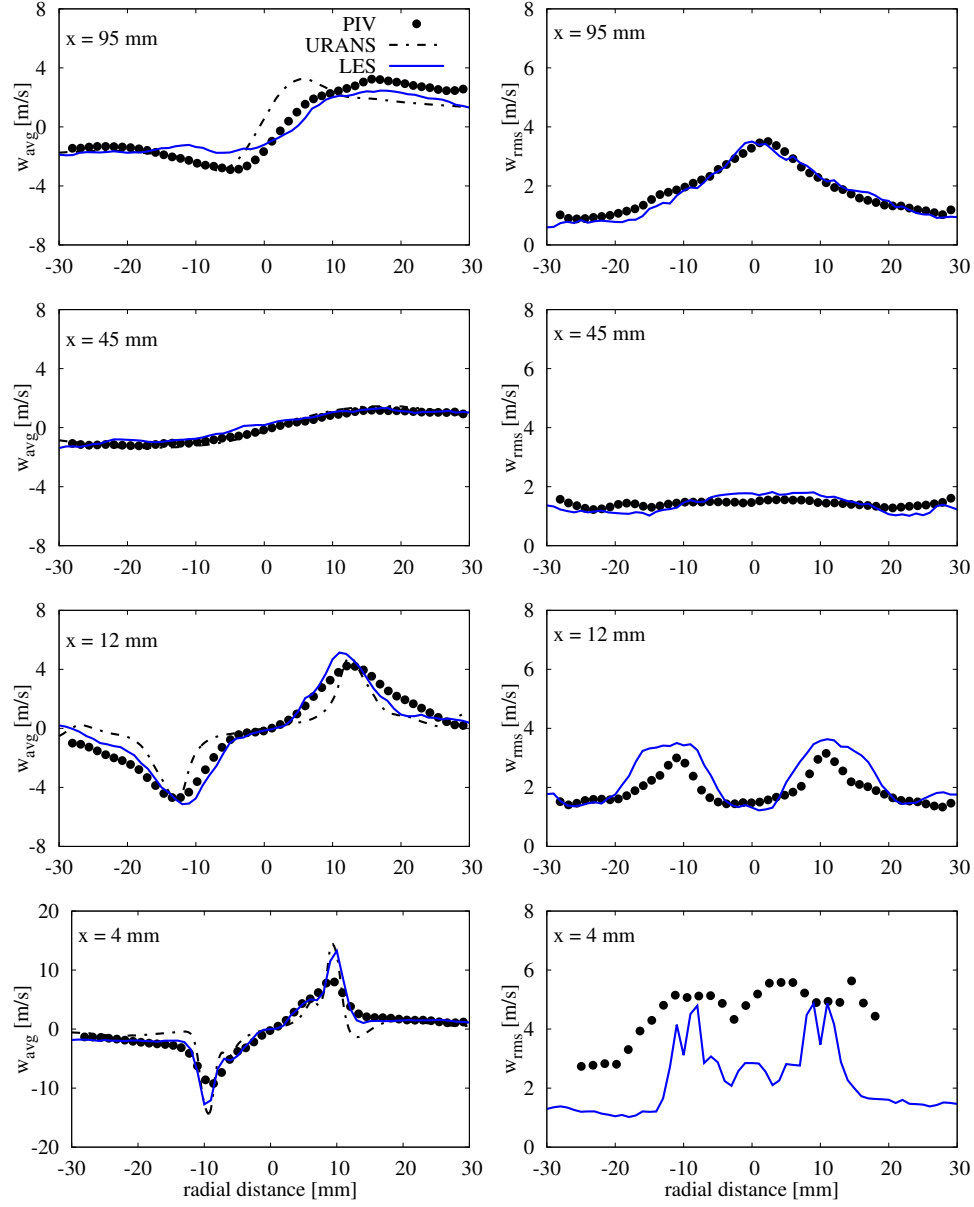 8
4
0
-4
-8
w_avg [m/s]
x = 95 mm
PIV
URANS
LES
-30 -20 -10 0 10 20 30
8
6
4
2
0
w_rms [m/s]
x = 95 mm
-30 -20 -10 0 10 20 30
8
4
0
-4
-8
w_avg [m/s]
x = 45 mm
-30 -20 -10 0 10 20 30
8
6
4
2
0
w_rms [m/s]
x = 45 mm
-30 -20 -10 0 10 20 30
8
4
0
-4
-8
w_avg [m/s]
x = 12 mm
-30 -20 -10 0 10 20 30
8
6
4
2
0
w_rms [m/s]
x = 12 mm
-30 -20 -10 0 10 20 30
20
10
0
-10
-20
w_avg [m/s]
x = 4 mm
-30 -20 -10 0 10 20 30
radial distance [mm]
8
6
4
2
0
w_rms [m/s]
x = 4 mm
-30 -20 -10 0 10 20 30
radial distance [mm]